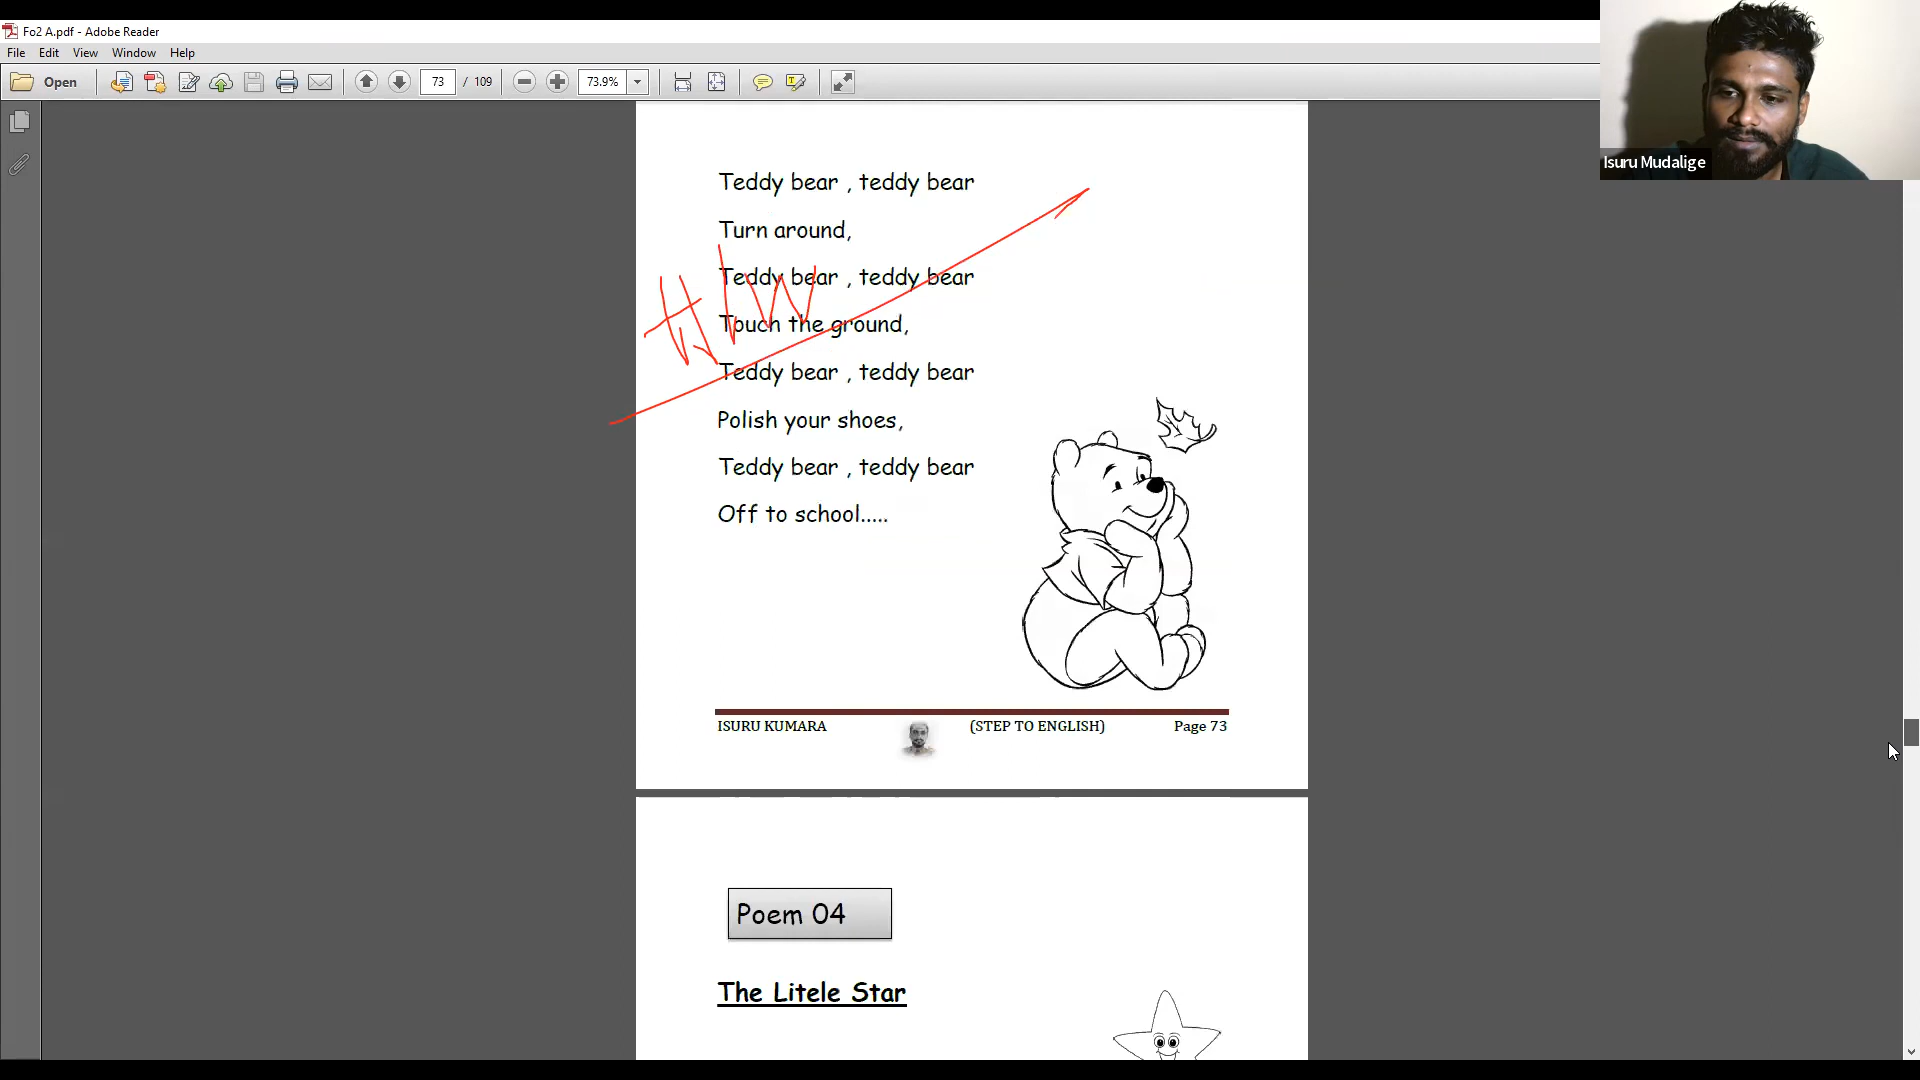 Fo2 A.pdf - Adobe Reader
File Edit View Window Help
Open 73 / 109 73.9%
Isuru Mudalige
Teddy bear , teddy bear
Turn around,
Teddy bear , teddy bear
H/W
Touch the ground,
Teddy bear , teddy bear
Polish your shoes,
Teddy bear , teddy bear
Off to school.....
ISURU KUMARA (STEP TO ENGLISH) Page 73
Poem 04
The Litele Star